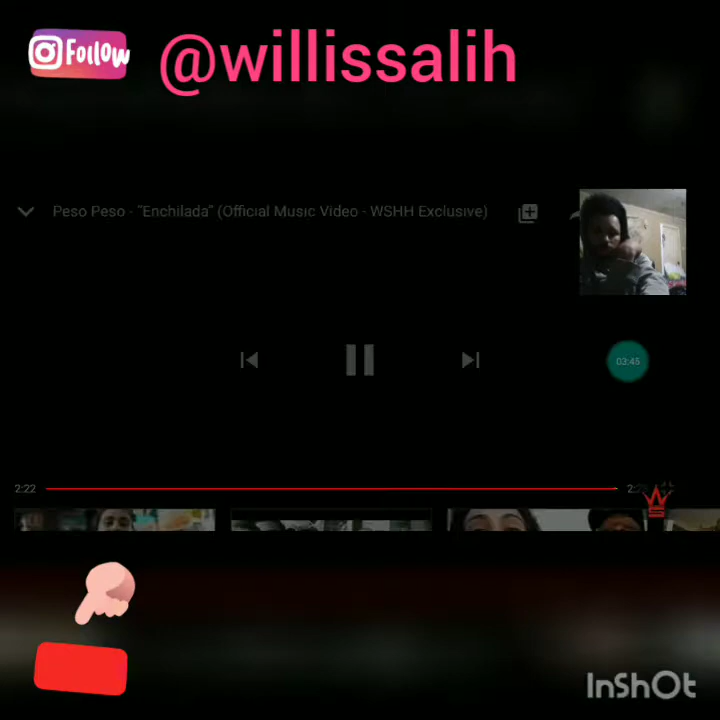 Follow
@willissalih
Peso Peso - "Enchilada" (Official Music Video - WSHH Exclusive)
03:45
2:22
InShOt